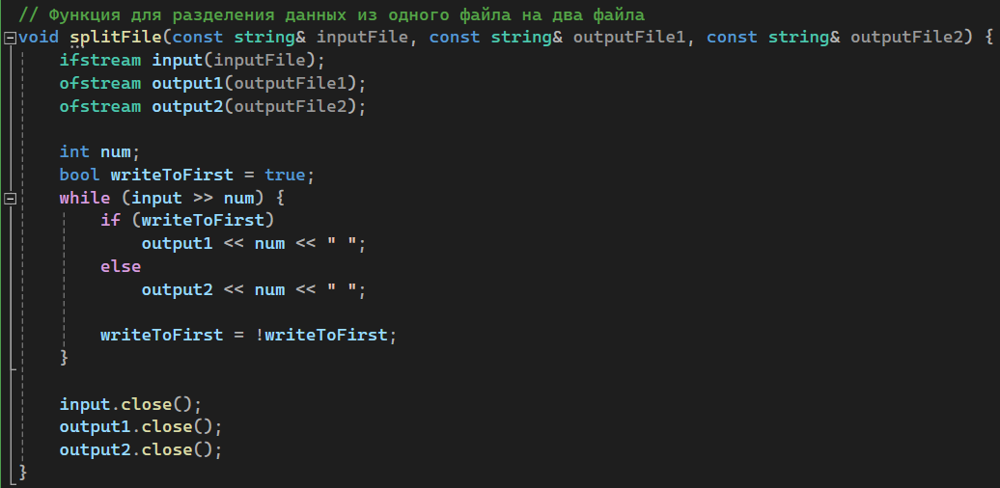 // Функция для разделения данных из одного файла на два файла
void splitFile(const string& inputFile, const string& outputFile1, const string& outputFile2) {
    ifstream input(inputFile);
    ofstream output1(outputFile1);
    ofstream output2(outputFile2);

    int num;
    bool writeToFirst = true;
    while (input >> num) {
        if (writeToFirst)
            output1 << num << " ";
        else
            output2 << num << " ";

        writeToFirst = !writeToFirst;
    }

    input.close();
    output1.close();
    output2.close();
}